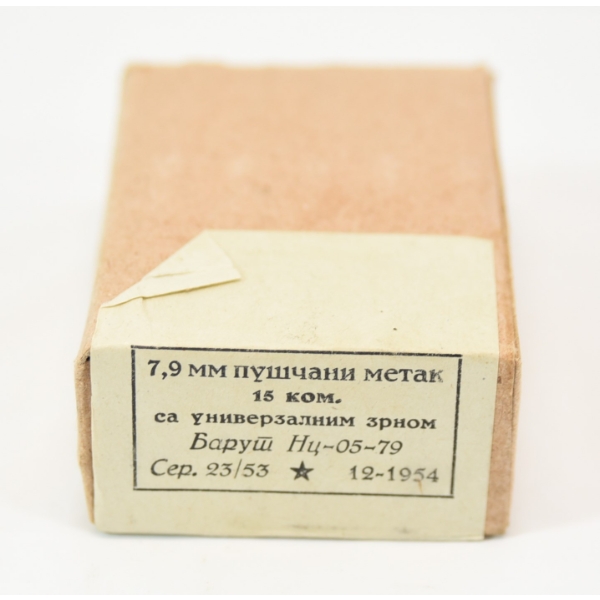 7,9 мм пушчани метак
15 ком.
са универзалним зрном
Барут Нц-05-79
Сер. 23/53 ★ 12-1954